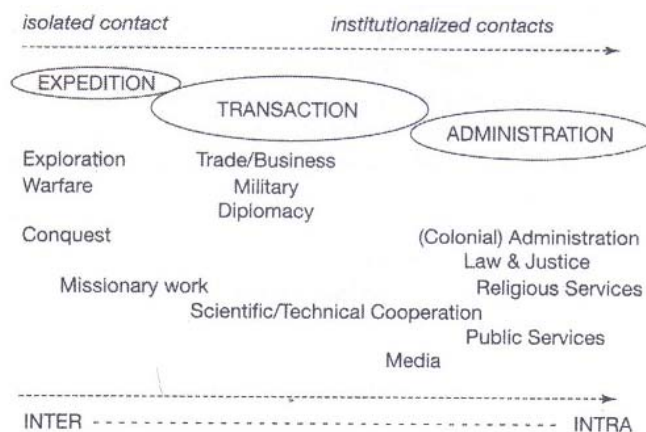 isolated contact institutionalized contacts
EXPEDITION
TRANSACTION
ADMINISTRATION
Exploration Trade/Business
Warfare Military
Diplomacy
Conquest (Colonial) Administration
Law & Justice
Missionary work Religious Services
Scientific/Technical Cooperation
Public Services
Media
INTER INTRA